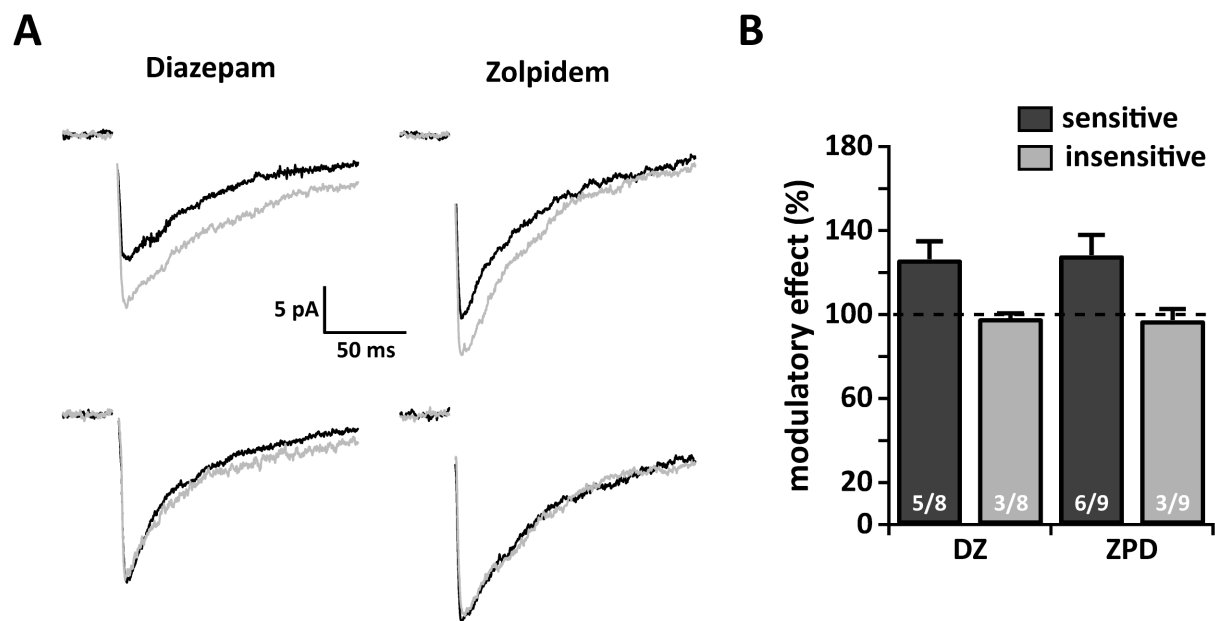 A
Diazepam
Zolpidem
5 pA
50 ms
B
sensitive
insensitive
modulatory effect (%)
180
140
100
60
20
0
5/8
3/8
6/9
3/9
DZ
ZPD